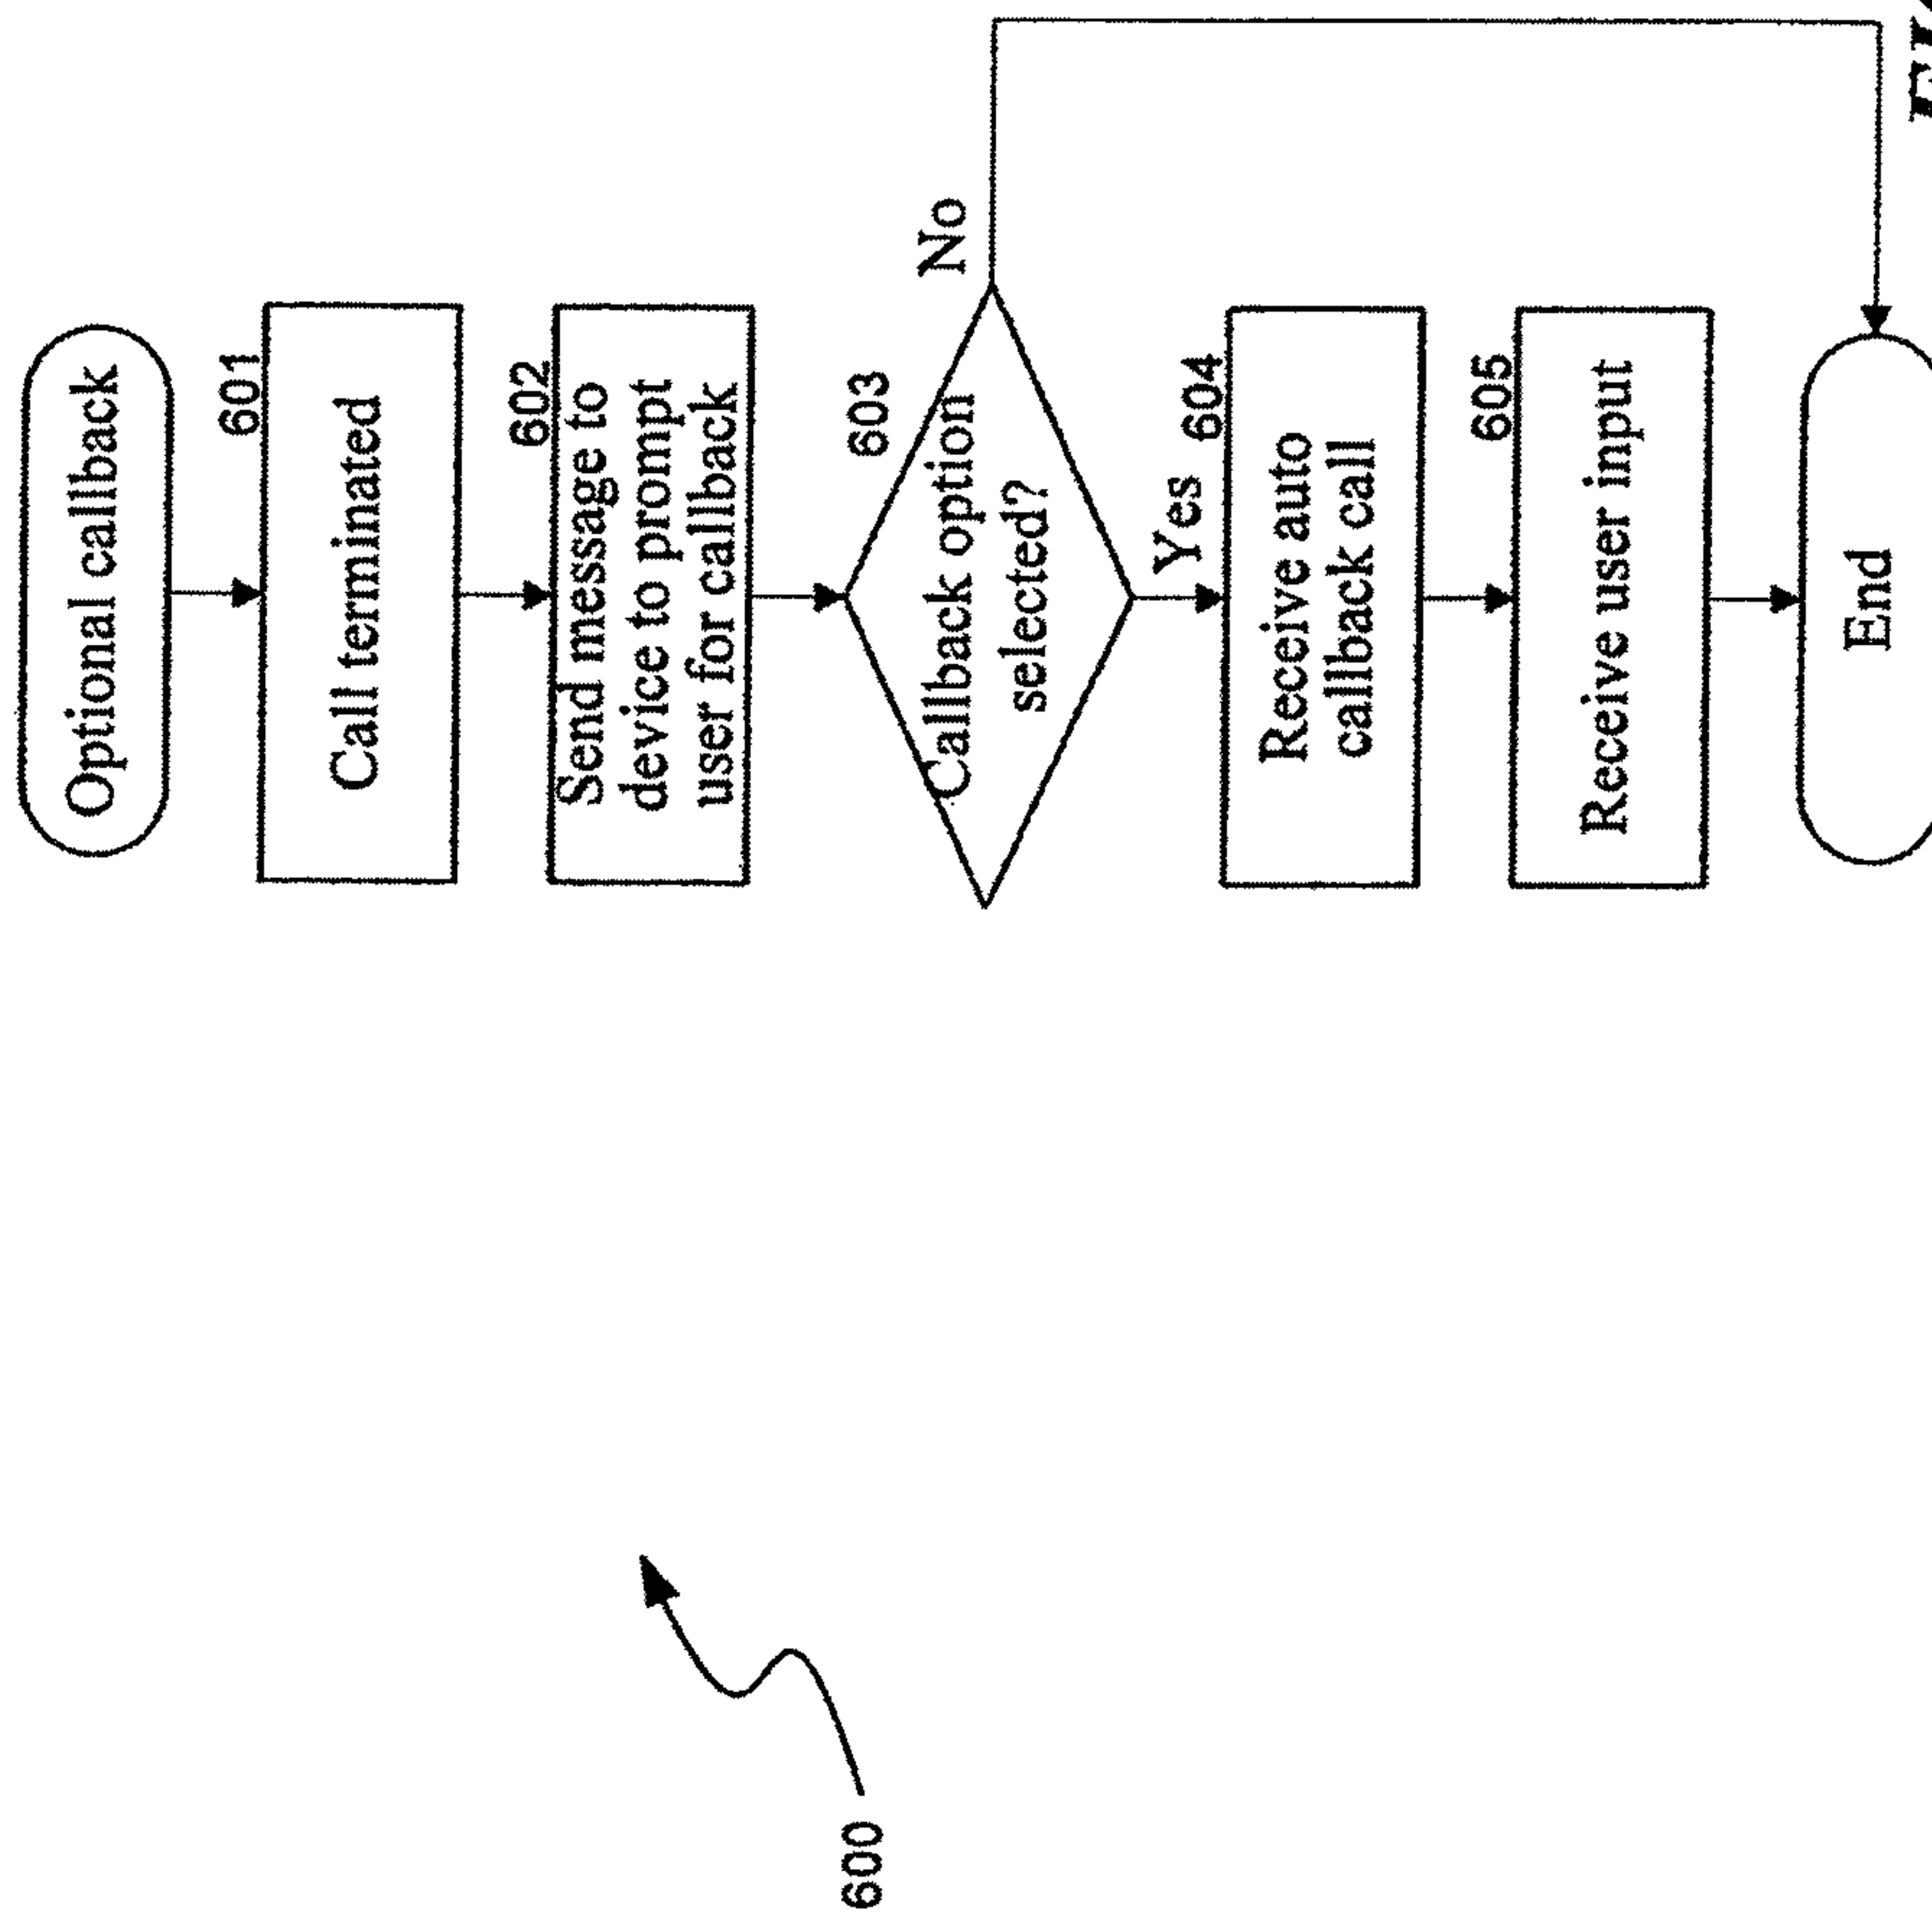 Optional callback
601
Call terminated
602
Send message to
device to prompt
user for callback
603
Callback option
selected?
No
Yes
604
Receive auto
callback call
605
Receive user input
End
600